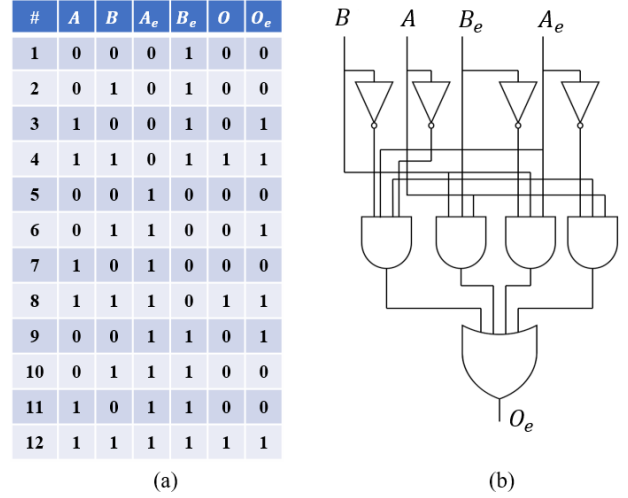 # A B Ae Be O Oe
1 0 0 0 1 0 0
2 0 1 0 1 0 0
3 1 0 0 1 0 1
4 1 1 0 1 1 1
5 0 0 1 0 0 0
6 0 1 1 0 0 1
7 1 0 1 0 0 0
8 1 1 1 0 1 1
9 0 0 1 1 0 1
10 0 1 1 1 0 0
11 1 0 1 1 0 0
12 1 1 1 1 1 1
(a)
B A Be Ae
Oe
(b)